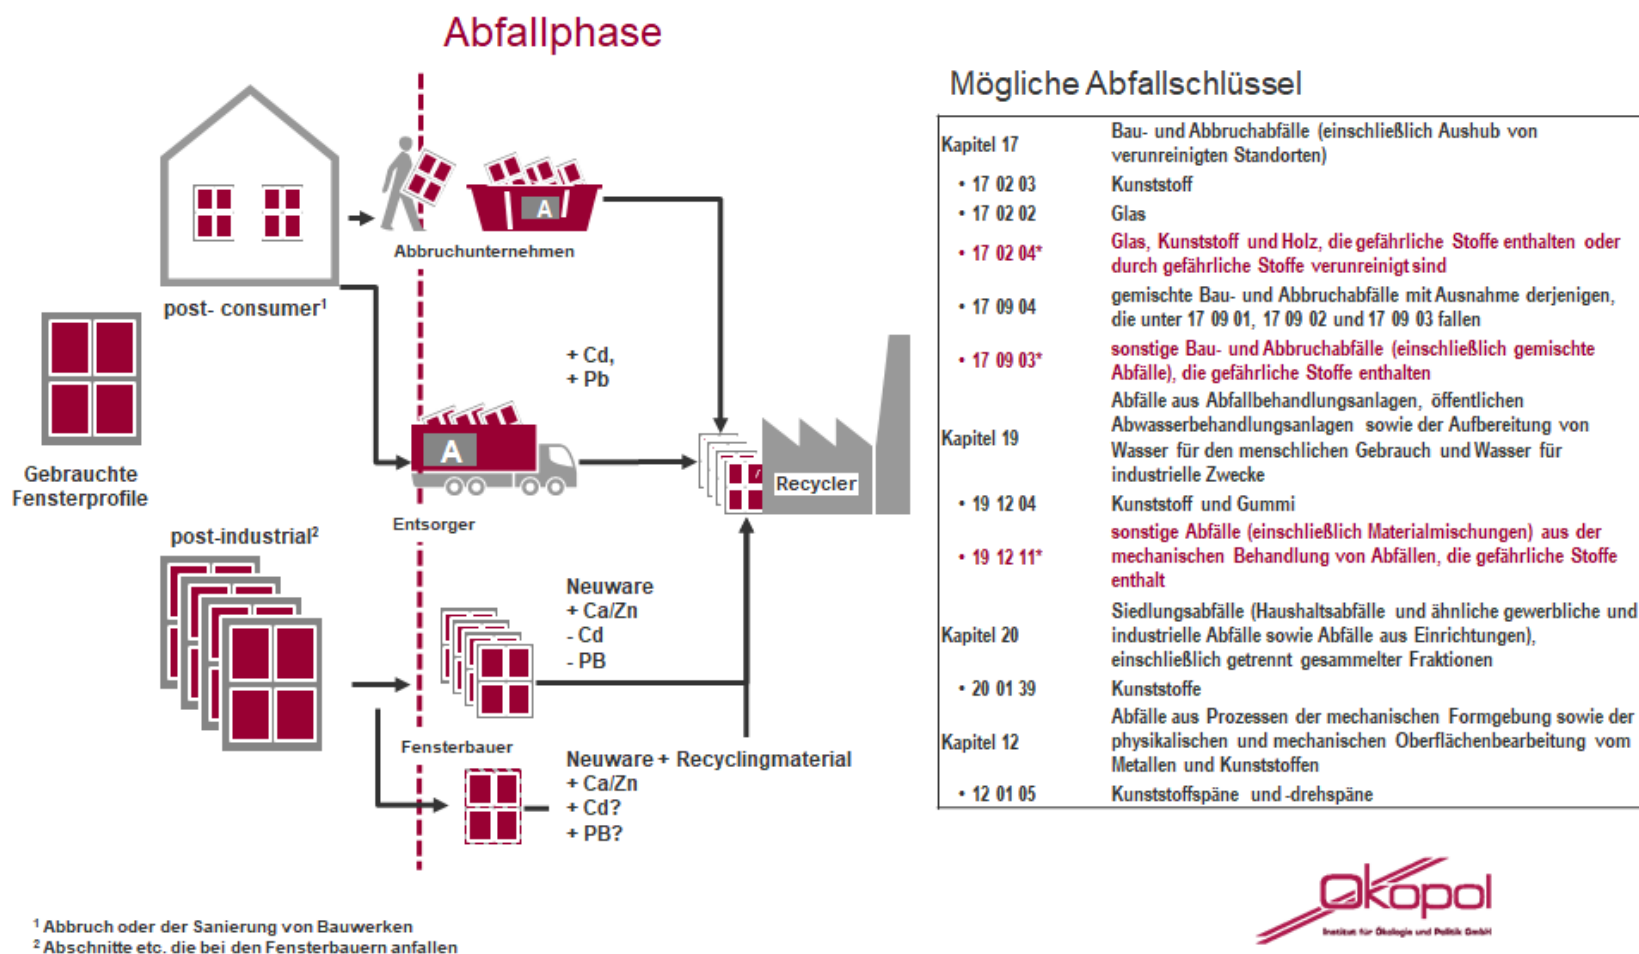 Abfallphase
Abbruchunternehmen
A
post- consumer¹
+ Cd,
+ Pb
A
Gebrauchte
Fensterprofile
Recycler
Entsorger
post-industrial²
Neuware
+ Ca/Zn
- Cd
- PB
Fensterbauer
Neuware + Recyclingmaterial
+ Ca/Zn
+ Cd?
+ PB?
¹ Abbruch oder der Sanierung von Bauwerken
² Abschnitte etc. die bei den Fensterbauern anfallen
Mögliche Abfallschlüssel
Kapitel 17 Bau- und Abbruchabfälle (einschließlich Aushub von
verunreinigten Standorten)
• 17 02 03 Kunststoff
• 17 02 02 Glas
• 17 02 04* Glas, Kunststoff und Holz, die gefährliche Stoffe enthalten oder
durch gefährliche Stoffe verunreinigt sind
• 17 09 04 gemischte Bau- und Abbruchabfälle mit Ausnahme derjenigen,
die unter 17 09 01, 17 09 02 und 17 09 03 fallen
• 17 09 03* sonstige Bau- und Abbruchabfälle (einschließlich gemischte
Abfälle), die gefährliche Stoffe enthalten
Kapitel 19 Abfälle aus Abfallbehandlungsanlagen, öffentlichen
Abwasserbehandlungsanlagen sowie der Aufbereitung von
Wasser für den menschlichen Gebrauch und Wasser für
industrielle Zwecke
• 19 12 04 Kunststoff und Gummi
• 19 12 11* sonstige Abfälle (einschließlich Materialmischungen) aus der
mechanischen Behandlung von Abfällen, die gefährliche Stoffe
enthalt
Kapitel 20 Siedlungsabfälle (Haushaltsabfälle und ähnliche gewerbliche und
industrielle Abfälle sowie Abfälle aus Einrichtungen),
einschließlich getrennt gesammelter Fraktionen
• 20 01 39 Kunststoffe
Kapitel 12 Abfälle aus Prozessen der mechanischen Formgebung sowie der
physikalischen und mechanischen Oberflächenbearbeitung vom
Metallen und Kunststoffen
• 12 01 05 Kunststoffspäne und -drehspäne
Ökopol
Institut für Ökologie und Politik GmbH